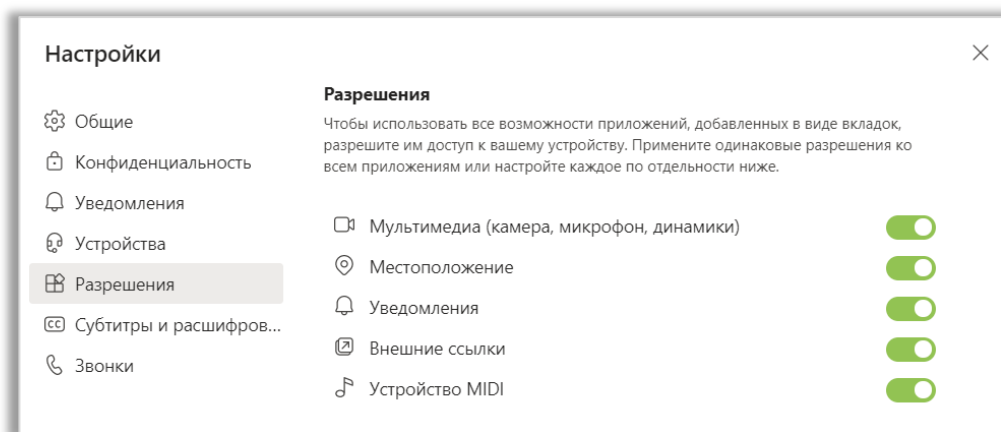 Настройки
Общие
Конфиденциальность
Уведомления
Устройства
Разрешения
Субтитры и расшифров...
Звонки
Разрешения
Чтобы использовать все возможности приложений, добавленных в виде вкладок,
разрешите им доступ к вашему устройству. Примените одинаковые разрешения ко
всем приложениям или настройте каждое по отдельности ниже.
Мультимедиа (камера, микрофон, динамики)
Местоположение
Уведомления
Внешние ссылки
Устройство MIDI